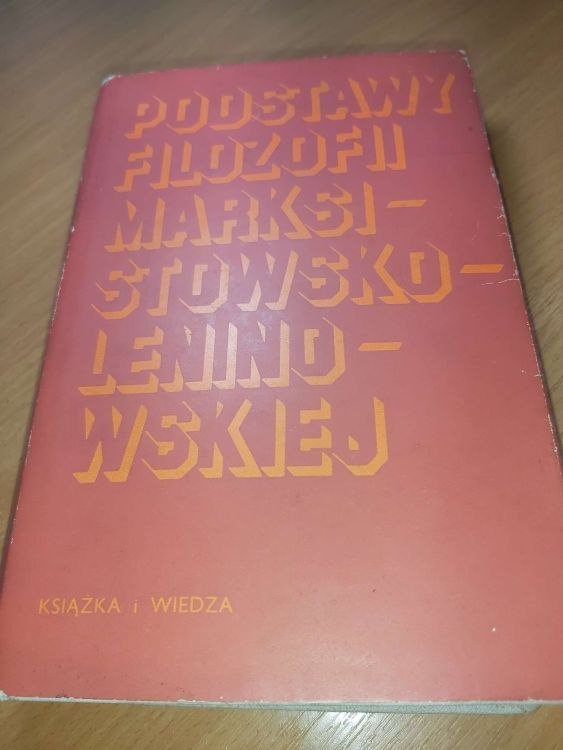 PODSTAWY
FILOZOFII
MARKSI-
STOWSKO-
LENINO-
WSKIEJ
KSIĄŻKA i WIEDZA